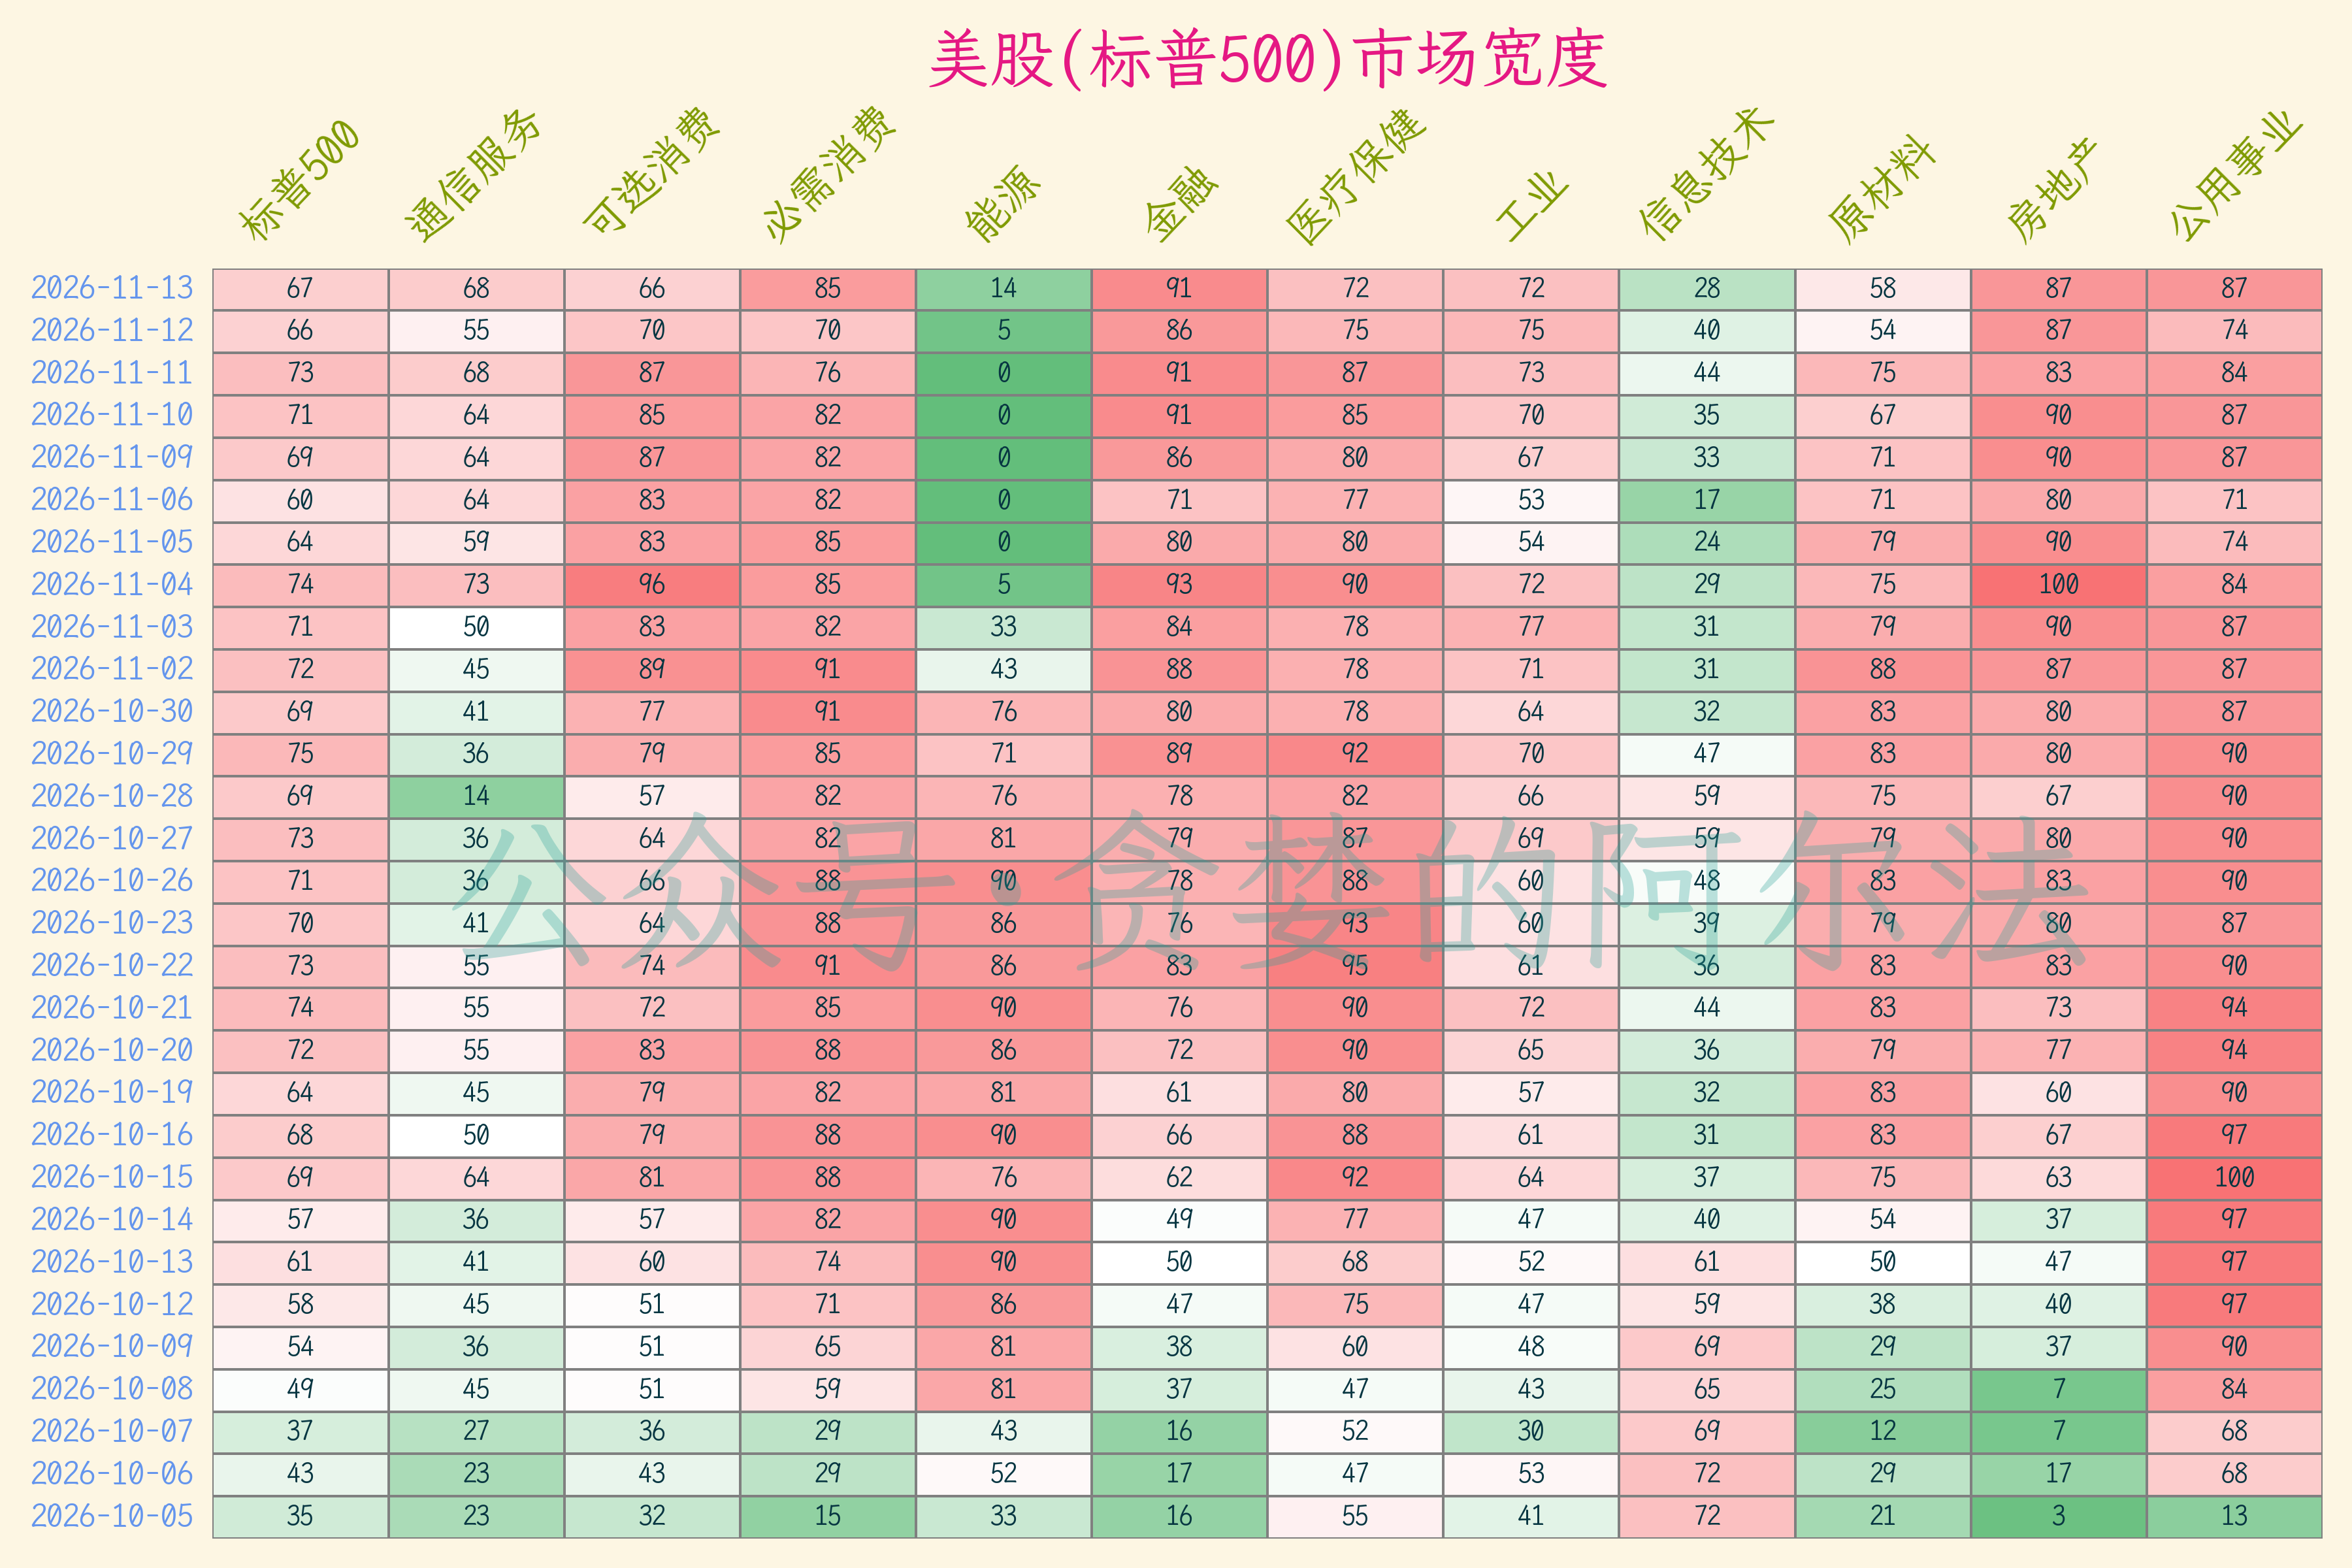 美股(标普500)市场宽度
标普500 通信服务 可选消费 必需消费 能源 金融 医疗保健 工业 信息技术 原材料 房地产 公用事业
2026-11-13 67 68 66 85 14 91 72 72 28 58 87 87
2026-11-12 66 55 70 70 5 86 75 75 40 54 87 74
2026-11-11 73 68 87 76 0 91 87 73 44 75 83 84
2026-11-10 71 64 85 82 0 91 85 70 35 67 90 87
2026-11-09 69 64 87 82 0 86 80 67 33 71 90 87
2026-11-06 60 64 83 82 0 71 77 53 17 71 80 71
2026-11-05 64 59 83 85 0 80 80 54 24 79 90 74
2026-11-04 74 73 96 85 5 93 90 72 29 75 100 84
2026-11-03 71 50 83 82 33 84 78 77 31 79 90 87
2026-11-02 72 45 89 91 43 88 78 71 31 88 87 87
2026-10-30 69 41 77 91 76 80 78 64 32 83 80 87
2026-10-29 75 36 79 85 71 89 92 70 47 83 80 90
2026-10-28 69 14 57 82 76 78 82 66 59 75 67 90
2026-10-27 73 36 64 82 81 79 87 69 59 79 80 90
2026-10-26 71 36 66 88 90 78 88 60 48 83 83 90
2026-10-23 70 41 64 88 86 76 93 60 39 79 80 87
2026-10-22 73 55 74 91 86 83 95 61 36 83 83 90
2026-10-21 74 55 72 85 90 76 90 72 44 83 73 94
2026-10-20 72 55 83 88 86 72 90 65 36 79 77 94
2026-10-19 64 45 79 82 81 61 80 57 32 83 60 90
2026-10-16 68 50 79 88 90 66 88 61 31 83 67 97
2026-10-15 69 64 81 88 76 62 92 64 37 75 63 100
2026-10-14 57 36 57 82 90 49 77 47 40 54 37 97
2026-10-13 61 41 60 74 90 50 68 52 61 50 47 97
2026-10-12 58 45 51 71 86 47 75 47 59 38 40 97
2026-10-09 54 36 51 65 81 38 60 48 69 29 37 90
2026-10-08 49 45 51 59 81 37 47 43 65 25 7 84
2026-10-07 37 27 36 29 43 16 52 30 69 12 7 68
2026-10-06 43 23 43 29 52 17 47 53 72 29 17 68
2026-10-05 35 23 32 15 33 16 55 41 72 21 3 13
公众号·贪婪的阿尔法